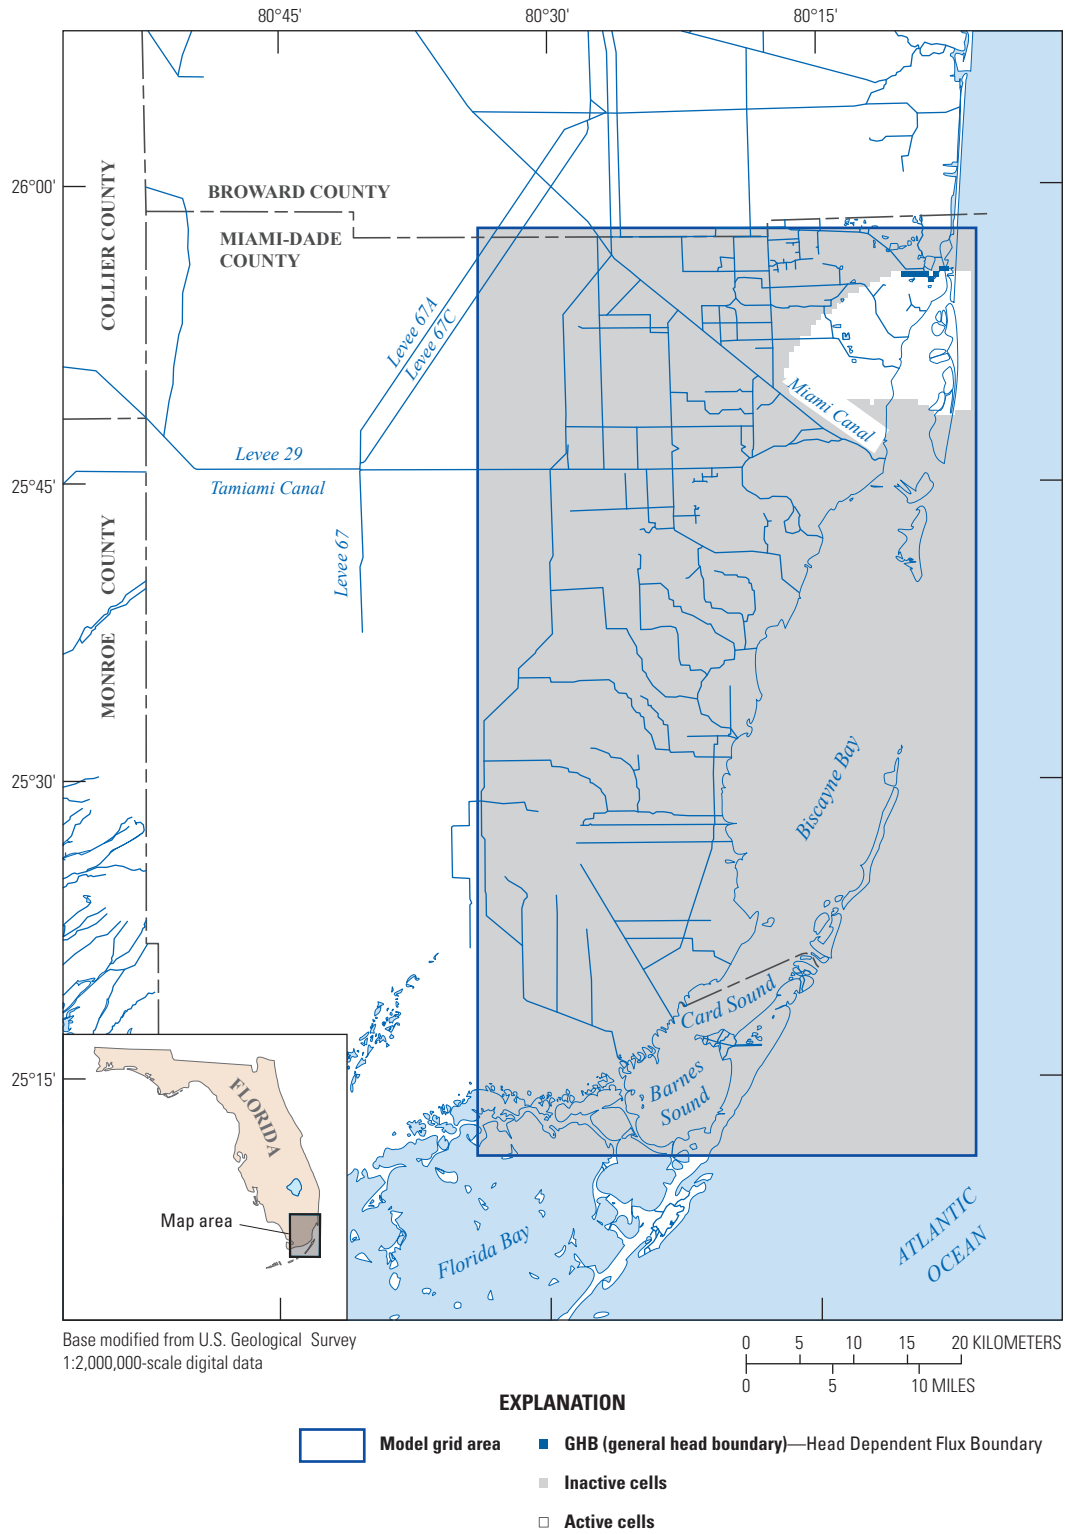 80°45'
80°30'
80°15'
26°00'
COLLIER COUNTY
BROWARD COUNTY
MIAMI-DADE
COUNTY
Levee 67A
Levee 67C
Miami Canal
Levee 29
Tamiami Canal
25°45'
MONROE COUNTY
Levee 67
25°30'
Biscayne Bay
Card Sound
25°15'
Barnes
Sound
FLORIDA
Map area
Florida Bay
ATLANTIC
OCEAN
Base modified from U.S. Geological Survey
1:2,000,000-scale digital data
0 5 10 15 20 KILOMETERS
0 5 10 MILES
EXPLANATION
Model grid area
GHB (general head boundary)—Head Dependent Flux Boundary
Inactive cells
Active cells